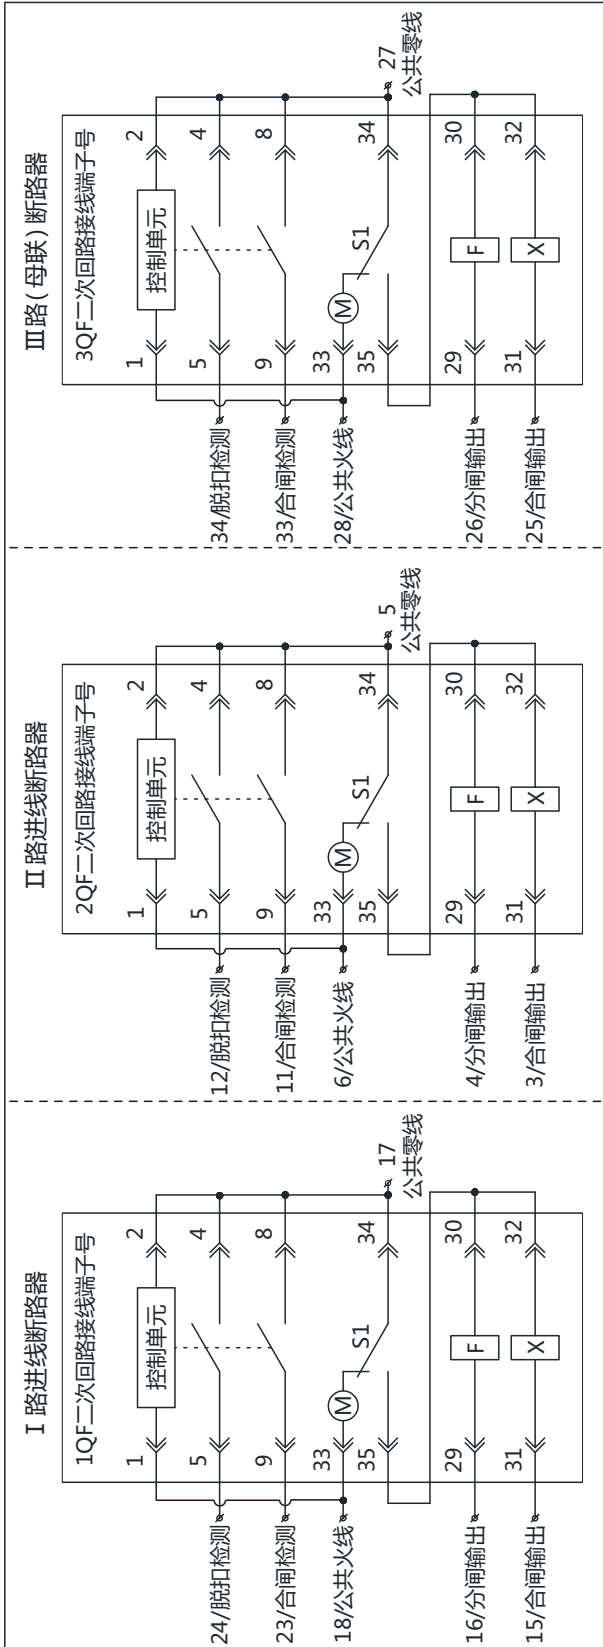 I 路进线断路器
1QF二次回路接线端子号
1
控制单元
2
24/脱扣检测
5
4
23/合闸检测
9
8
18/公共火线
33
M
S1
35
34
17
公共零线
16/分闸输出
29
F
30
15/合闸输出
31
X
32
II 路进线断路器
2QF二次回路接线端子号
1
控制单元
2
12/脱扣检测
5
4
11/合闸检测
9
8
6/公共火线
33
M
S1
35
34
5
公共零线
4/分闸输出
29
F
30
3/合闸输出
31
X
32
III路(母联)断路器
3QF二次回路接线端子号
1
控制单元
2
34/脱扣检测
5
4
33/合闸检测
9
8
28/公共火线
33
M
S1
35
34
27
公共零线
26/分闸输出
29
F
30
25/合闸输出
31
X
32